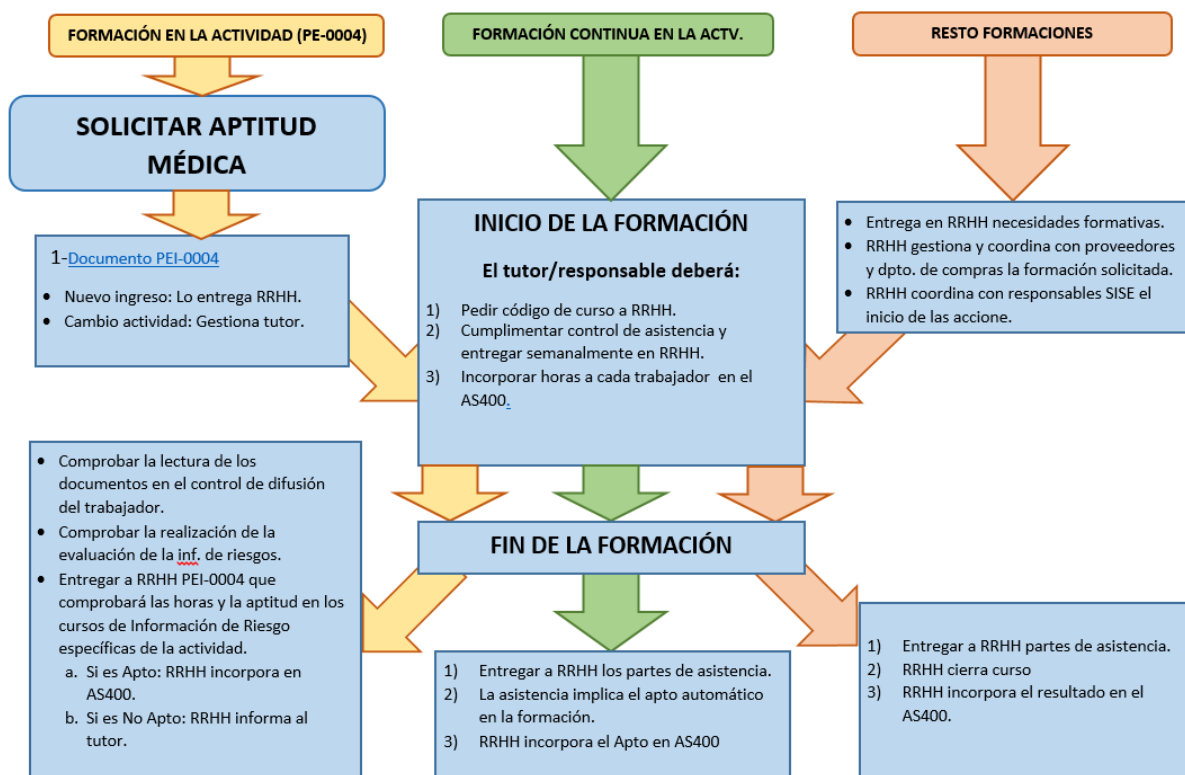 FORMACIÓN EN LA ACTIVIDAD (PE-0004)
FORMACIÓN CONTINUA EN LA ACTV.
RESTO FORMACIONES
SOLICITAR APTITUD
MÉDICA
1-Documento PEI-0004
• Nuevo ingreso: Lo entrega RRHH.
• Cambio actividad: Gestiona tutor.
INICIO DE LA FORMACIÓN
El tutor/responsable deberá:
1) Pedir código de curso a RRHH.
2) Cumplimentar control de asistencia y
entregar semanalmente en RRHH.
3) Incorporar horas a cada trabajador en el
AS400.
• Entrega en RRHH necesidades formativas.
• RRHH gestiona y coordina con proveedores
y dpto. de compras la formación solicitada.
• RRHH coordina con responsables SISE el
inicio de las accione.
FIN DE LA FORMACIÓN
• Comprobar la lectura de los
documentos en el control de difusión
del trabajador.
• Comprobar la realización de la
evaluación de la inf. de riesgos.
• Entregar a RRHH PEI-0004 que
comprobará las horas y la aptitud en los
cursos de Información de Riesgo
específicas de la actividad.
a. Si es Apto: RRHH incorpora en
AS400.
b. Si es No Apto: RRHH informa al
tutor.
1) Entregar a RRHH los partes de asistencia.
2) La asistencia implica el apto automático
en la formación.
3) RRHH incorpora el Apto en AS400
1) Entregar a RRHH partes de asistencia.
2) RRHH cierra curso
3) RRHH incorpora el resultado en el
AS400.